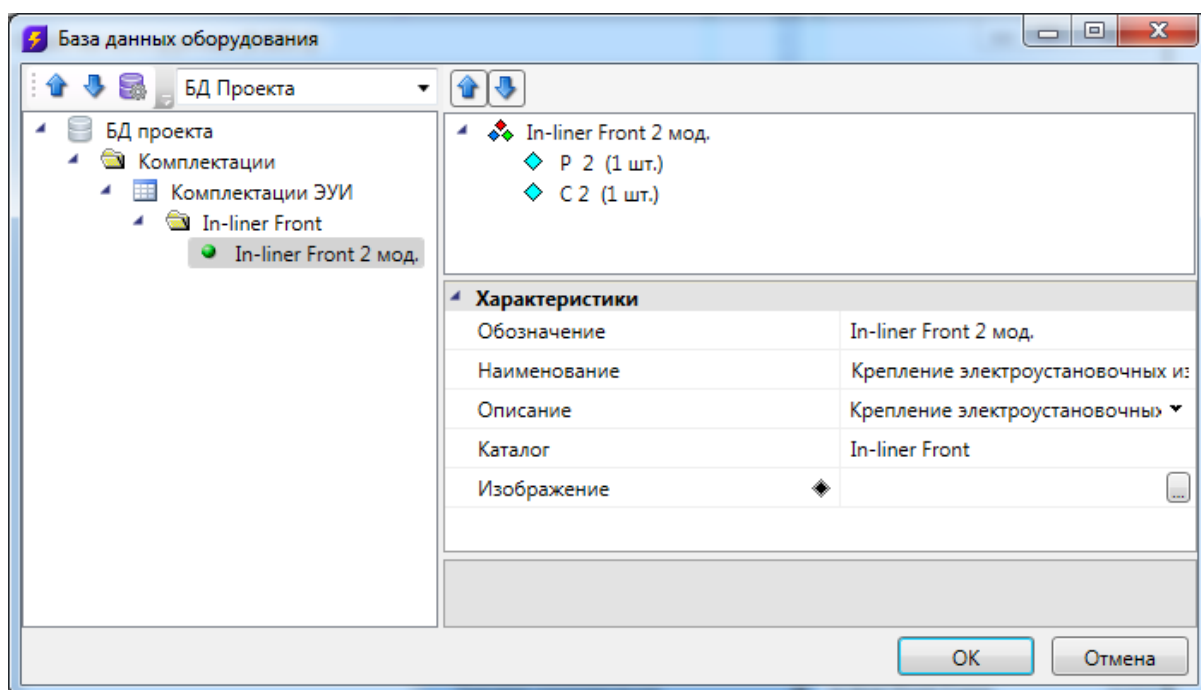 База данных оборудования
БД Проекта
БД проекта
Комплектации
Комплектации ЭУИ
In-liner Front
In-liner Front 2 мод.
In-liner Front 2 мод.
P 2 (1 шт.)
C 2 (1 шт.)
Характеристики
Обозначение In-liner Front 2 мод.
Наименование Крепление электроустановочных из
Описание Крепление электроустановочных
Каталог In-liner Front
Изображение ...
OK Отмена